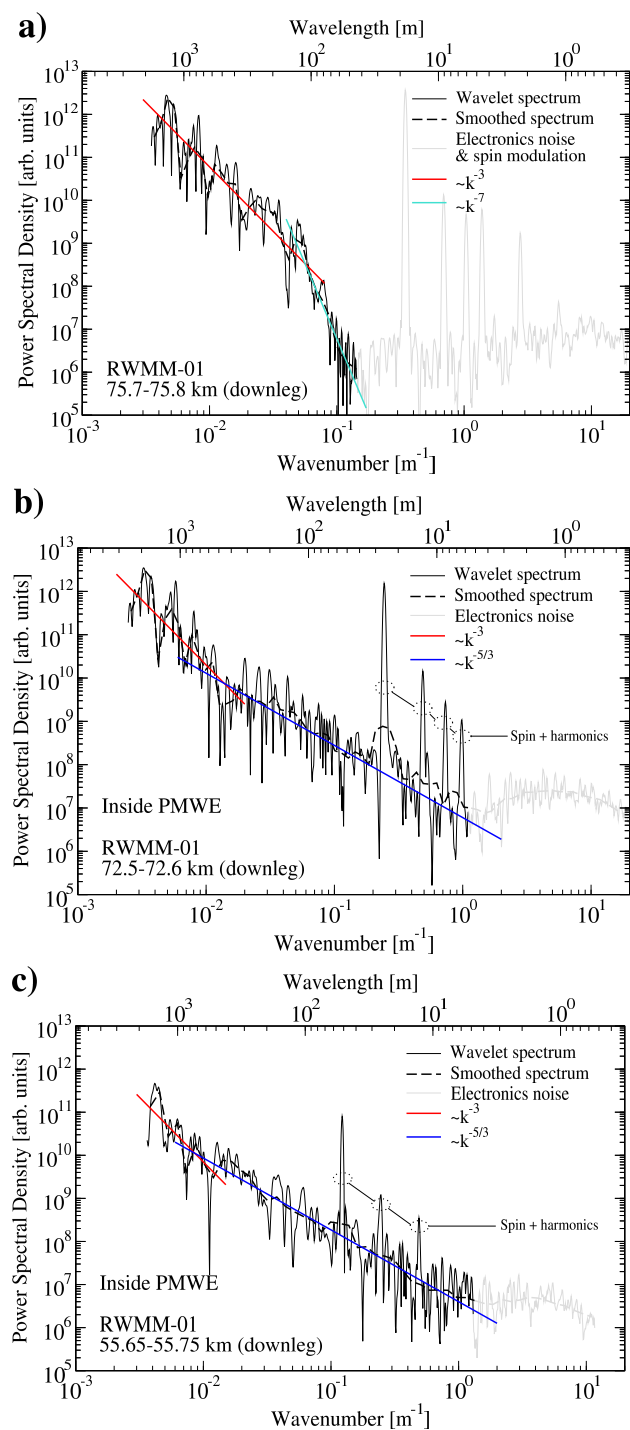 a)
Wavelength [m]
10^3 10^2 10^1 10^0
Power Spectral Density [arb. units]
10^13
10^12
10^11
10^10
10^9
10^8
10^7
10^6
10^5
Wavelet spectrum
Smoothed spectrum
Electronics noise
& spin modulation
~k^-3
~k^-7
RWMM-01
75.7-75.8 km (downleg)
10^-3 10^-2 10^-1 10^0 10^1
Wavenumber [m^-1]
b)
Wavelength [m]
10^3 10^2 10^1 10^0
Power Spectral Density [arb. units]
10^13
10^12
10^11
10^10
10^9
10^8
10^7
10^6
10^5
Wavelet spectrum
Smoothed spectrum
Electronics noise
~k^-3
~k^-5/3
Spin + harmonics
Inside PMWE
RWMM-01
72.5-72.6 km (downleg)
10^-3 10^-2 10^-1 10^0 10^1
Wavenumber [m^-1]
c)
Wavelength [m]
10^3 10^2 10^1 10^0
Power Spectral Density [arb. units]
10^13
10^12
10^11
10^10
10^9
10^8
10^7
10^6
10^5
Wavelet spectrum
Smoothed spectrum
Electronics noise
~k^-3
~k^-5/3
Spin + harmonics
Inside PMWE
RWMM-01
55.65-55.75 km (downleg)
10^-3 10^-2 10^-1 10^0 10^1
Wavenumber [m^-1]